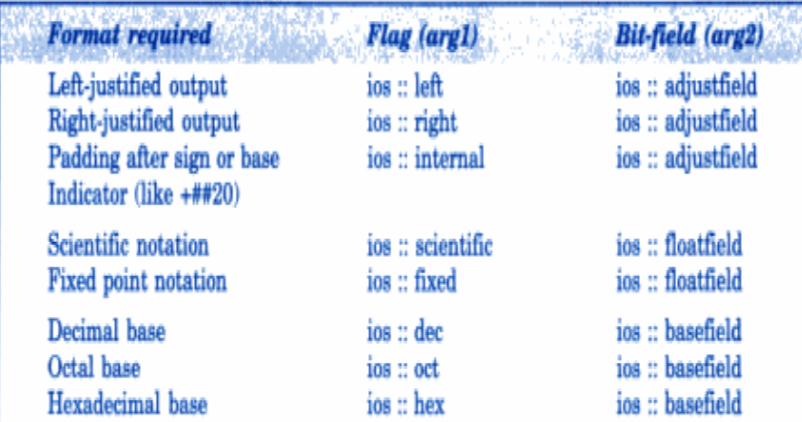 Format required Flag (arg1) Bit-field (arg2)
Left-justified output ios :: left ios :: adjustfield
Right-justified output ios :: right ios :: adjustfield
Padding after sign or base ios :: internal ios :: adjustfield
Indicator (like +##20)
Scientific notation ios :: scientific ios :: floatfield
Fixed point notation ios :: fixed ios :: floatfield
Decimal base ios :: dec ios :: basefield
Octal base ios :: oct ios :: basefield
Hexadecimal base ios :: hex ios :: basefield